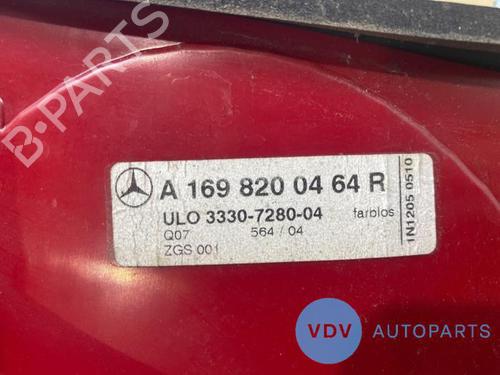 B-PARTS
A 169 820 04 64 R
ULO 3330-7280-04 farblos
Q07 564 / 04
ZGS 001
1N1205 0510
VDV AUTOPARTS